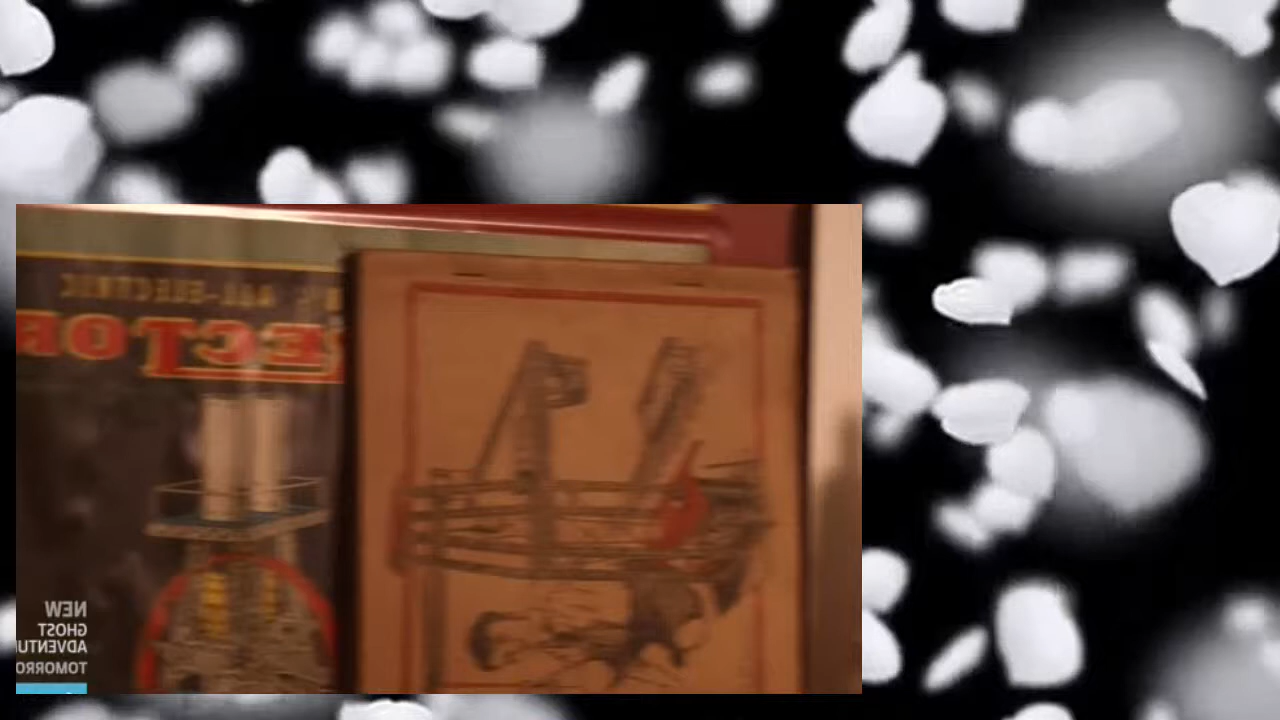 ALL-ELECTRIC
ECTOR
NEW
GHOST
ADVENTU
TOMORRO